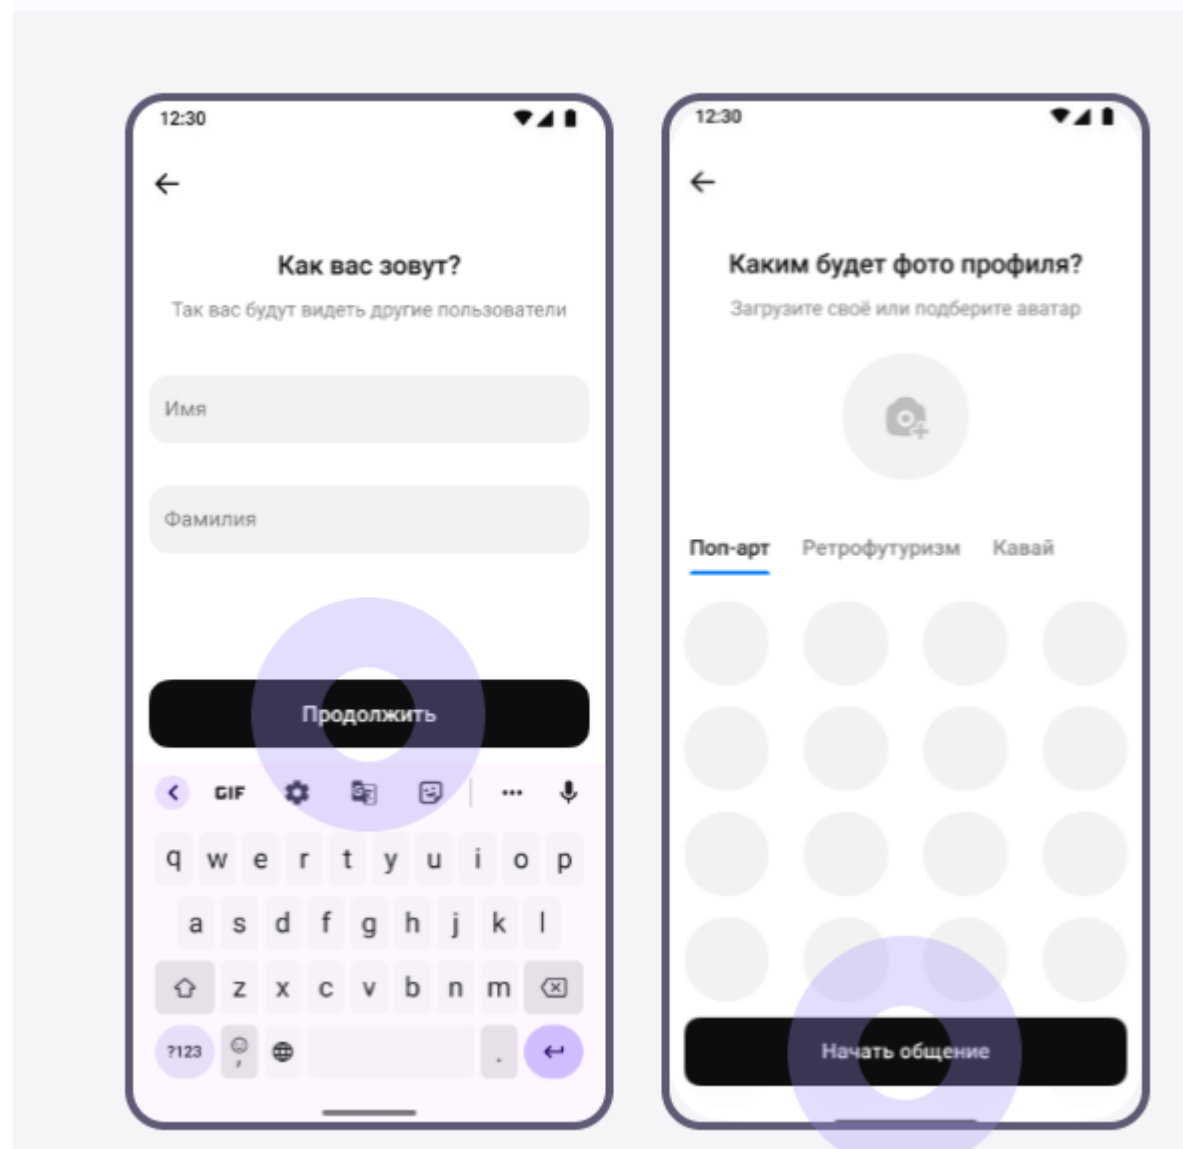 12:30
Как вас зовут?
Так вас будут видеть другие пользователи
Имя
Фамилия
Продолжить
GIF
q w e r t y u i o p
a s d f g h j k l
z x c v b n m
?123 , .
12:30
Каким будет фото профиля?
Загрузите своё или подберите аватар
Поп-арт Ретрофутуризм Кавай
Начать общение